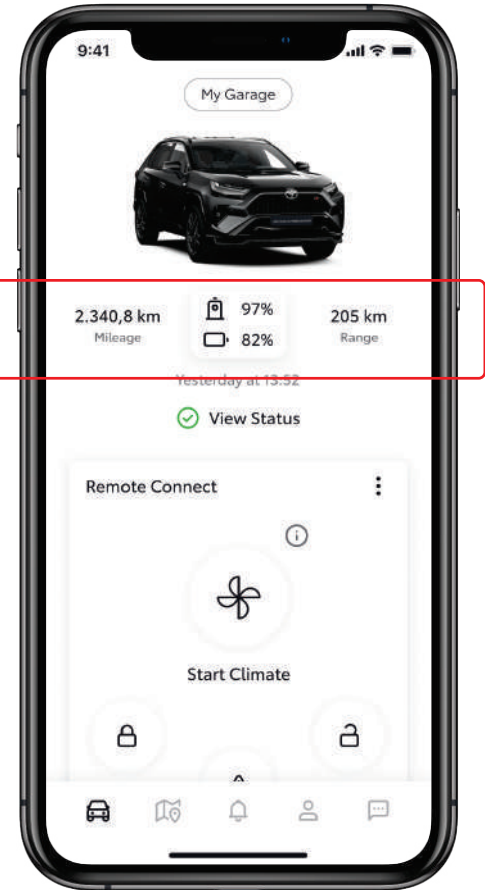 9:41
My Garage
97%
2.340,8 km
205 km
Mileage
82%
Range
Yesterday at 13:52
View Status
Remote Connect
Start Climate